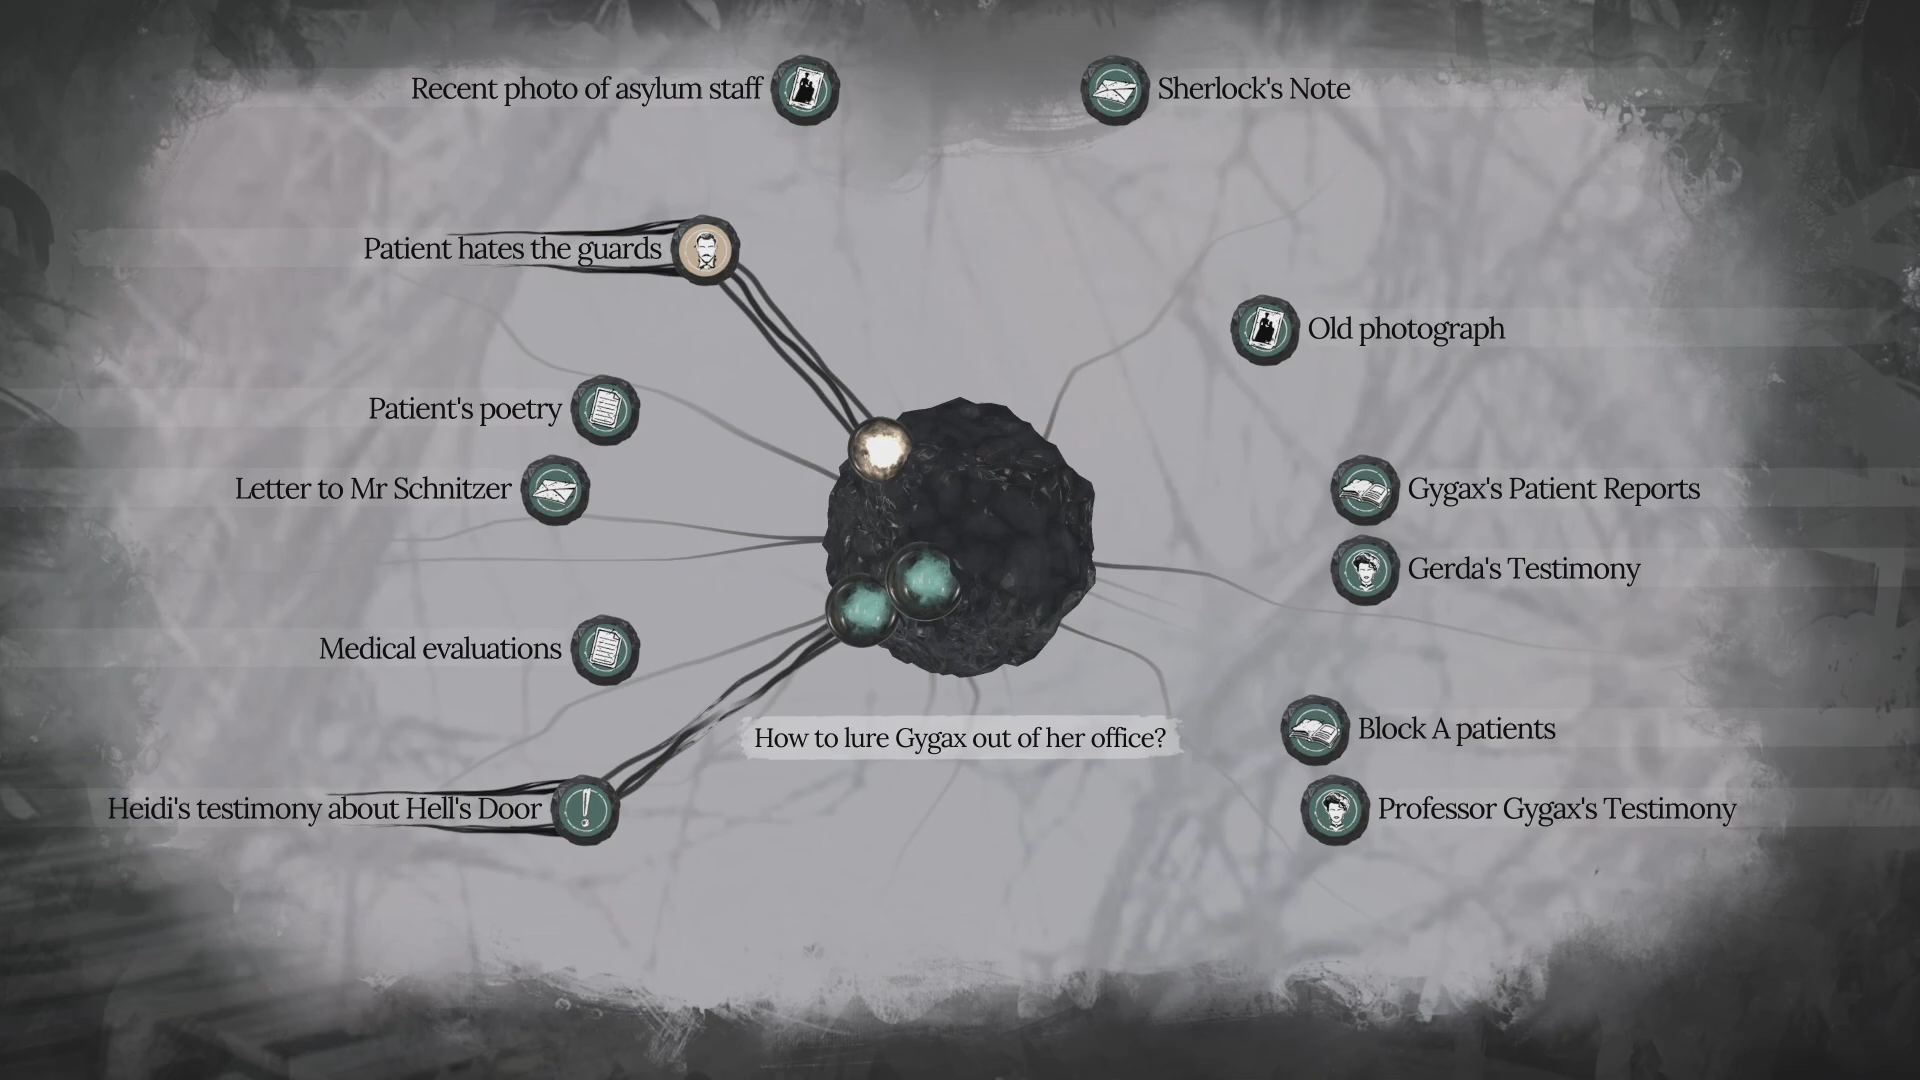 Recent photo of asylum staff
Sherlock's Note
Patient hates the guards
Old photograph
Patient's poetry
Letter to Mr Schnitzer
Gygax's Patient Reports
Gerda's Testimony
Medical evaluations
How to lure Gygax out of her office?
Block A patients
Heidi's testimony about Hell's Door
Professor Gygax's Testimony